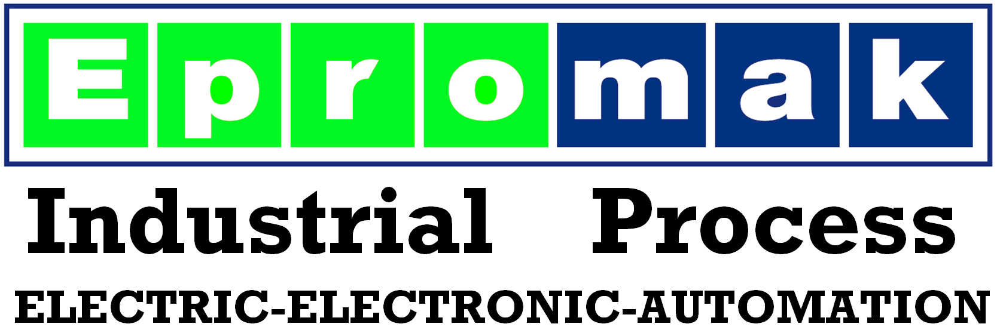 Epromak
Industrial Process
ELECTRIC-ELECTRONIC-AUTOMATION